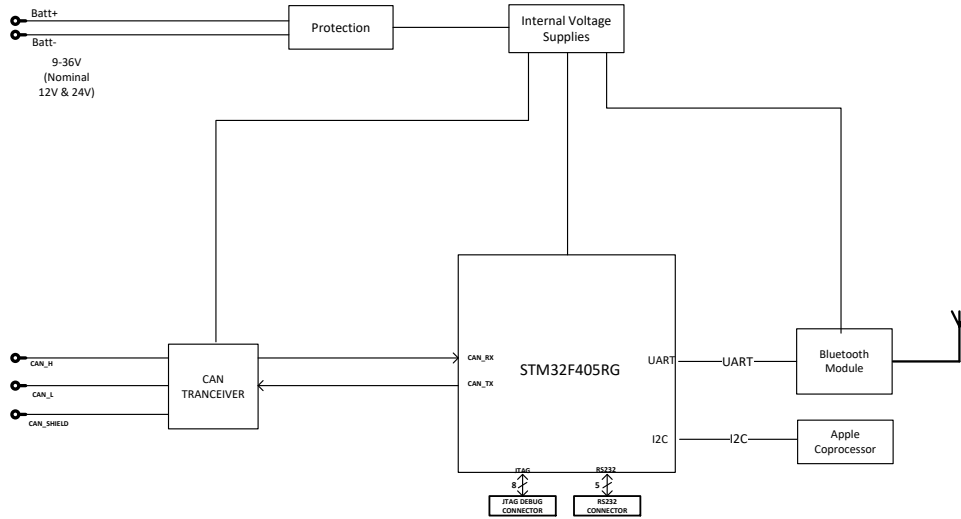 Batt+
Batt-
9-36V
(Nominal
12V & 24V)
Protection
Internal Voltage
Supplies
CAN_H
CAN_L
CAN_SHIELD
CAN
TRANCEIVER
CAN_RX
CAN_TX
STM32F405RG
UART
UART
Bluetooth
Module
I2C
I2C
Apple
Coprocessor
JTAG
RS232
8
5
JTAG DEBUG
CONNECTOR
RS232
CONNECTOR